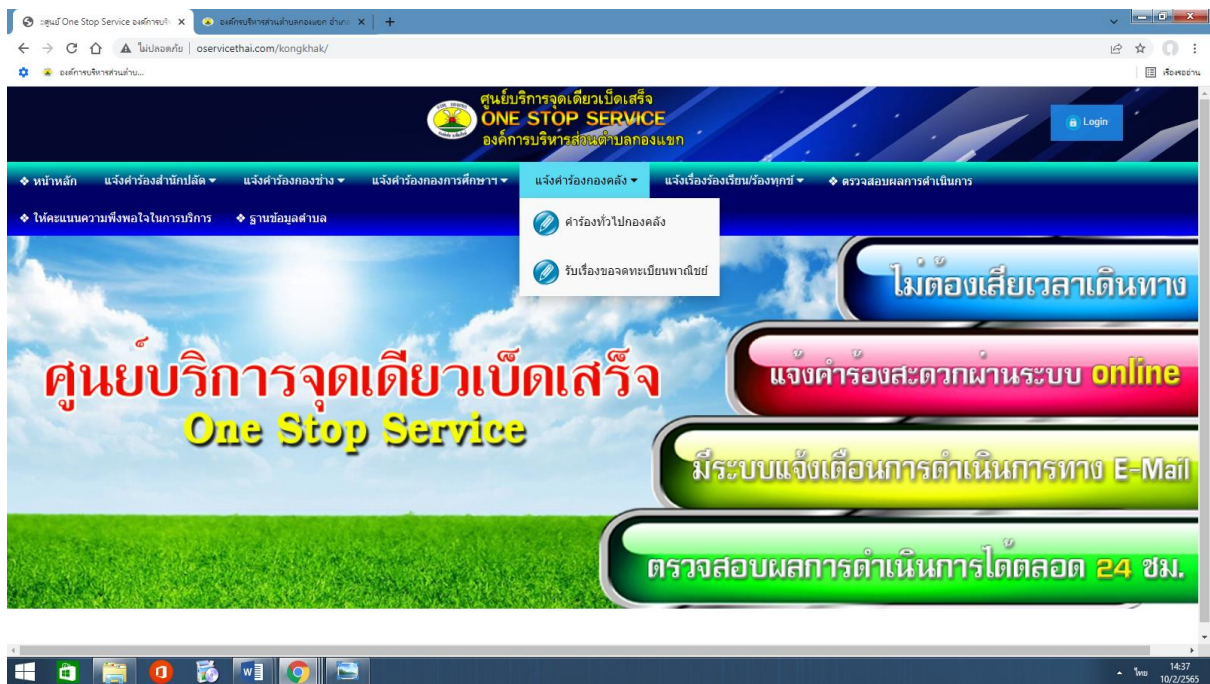 :ศูนย์ One Stop Service องค์การบริ
องค์การบริหารส่วนตำบลกองแขก อำเภ
ไม่ปลอดภัย | oservicethai.com/kongkhak/
องค์การบริหารส่วนตำบ...
เรื่องรออ่าน
ศูนย์บริการจุดเดียวเบ็ดเสร็จ
ONE STOP SERVICE
องค์การบริหารส่วนตำบลกองแขก
Login
❖ หน้าหลัก แจ้งคำร้องสำนักปลัด ▾ แจ้งคำร้องกองช่าง ▾ แจ้งคำร้องกองการศึกษาฯ ▾ แจ้งคำร้องกองคลัง ▾ แจ้งเรื่องร้องเรียน/ร้องทุกข์ ▾ ❖ ตรวจสอบผลการดำเนินการ
❖ ให้คะแนนความพึงพอใจในการบริการ ❖ ฐานข้อมูลตำบล
คำร้องทั่วไปกองคลัง
รับเรื่องขอจดทะเบียนพาณิชย์
ไม่ต้องเสียเวลาเดินทาง
ศูนย์บริการจุดเดียวเบ็ดเสร็จ
One Stop Service
แจ้งคำร้องสะดวกผ่านระบบ online
มีระบบแจ้งเตือนการดำเนินการทาง E-Mail
ตรวจสอบผลการดำเนินการได้ตลอด 24 ชม.
ไทย
14:37
10/2/2565